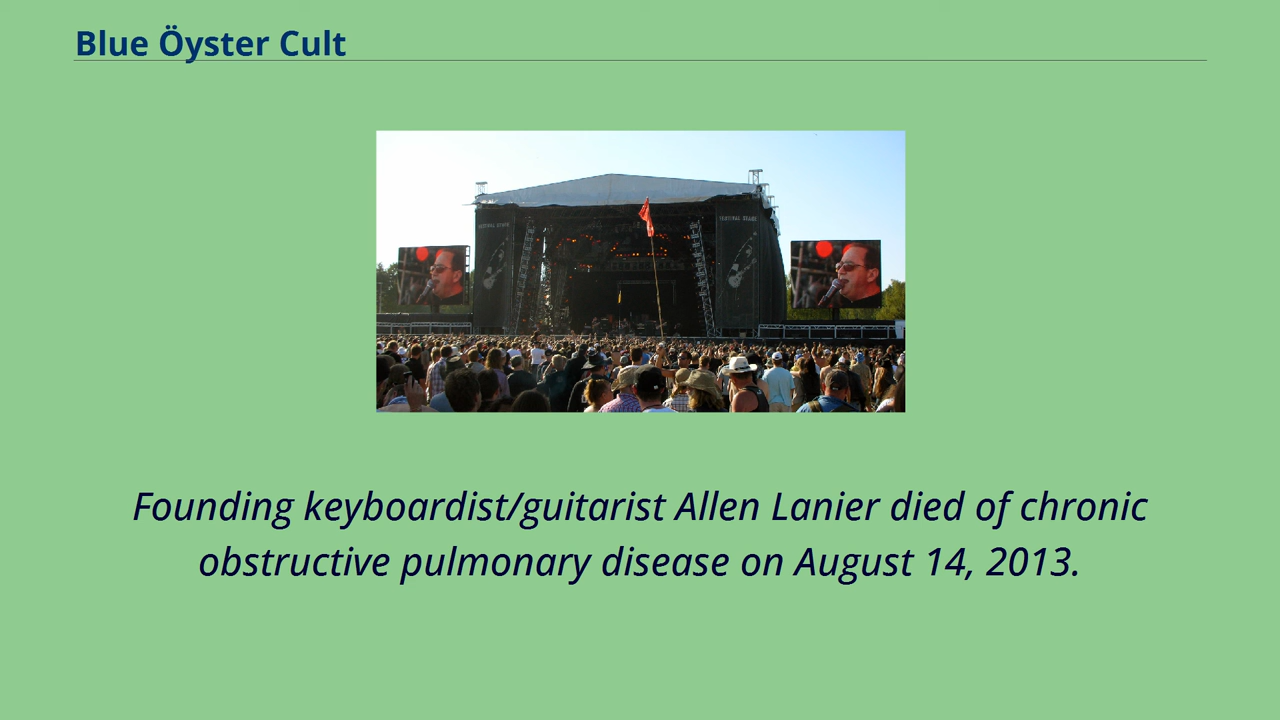 Blue Öyster Cult
Founding keyboardist/guitarist Allen Lanier died of chronic
obstructive pulmonary disease on August 14, 2013.